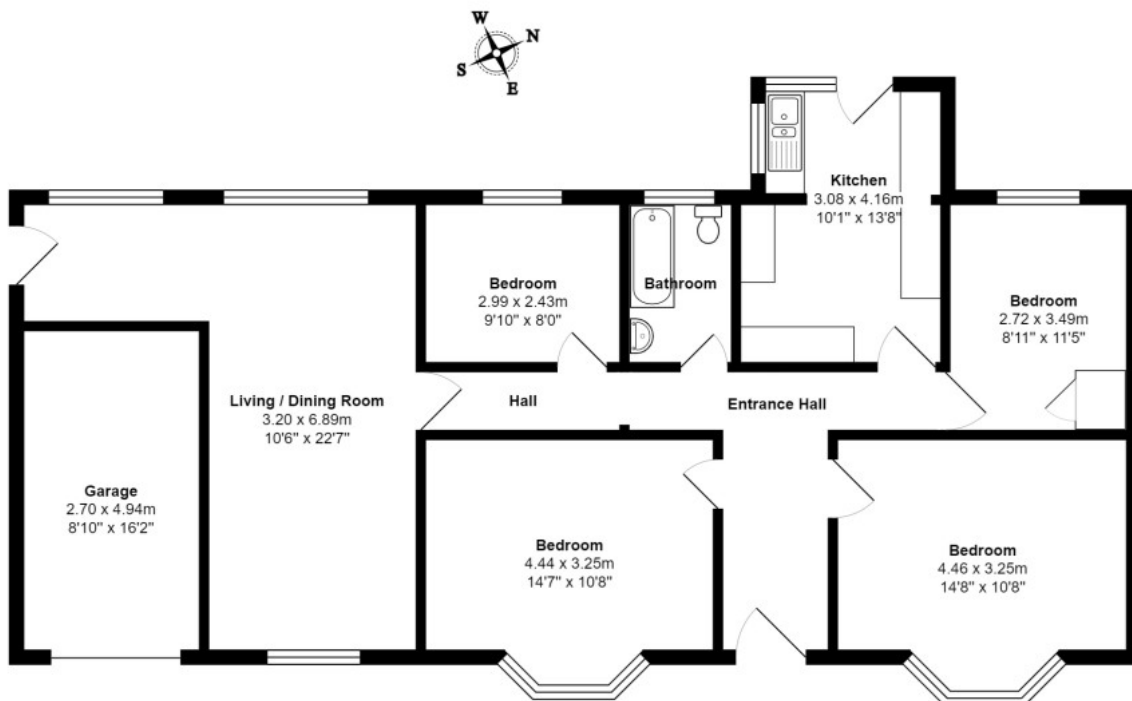 W
N
S
E
Kitchen
3.08 x 4.16m
10'1" x 13'8"
Bedroom
2.99 x 2.43m
9'10" x 8'0"
Bathroom
Bedroom
2.72 x 3.49m
8'11" x 11'5"
Living / Dining Room
3.20 x 6.89m
10'6" x 22'7"
Hall
Entrance Hall
Garage
2.70 x 4.94m
8'10" x 16'2"
Bedroom
4.44 x 3.25m
14'7" x 10'8"
Bedroom
4.46 x 3.25m
14'8" x 10'8"